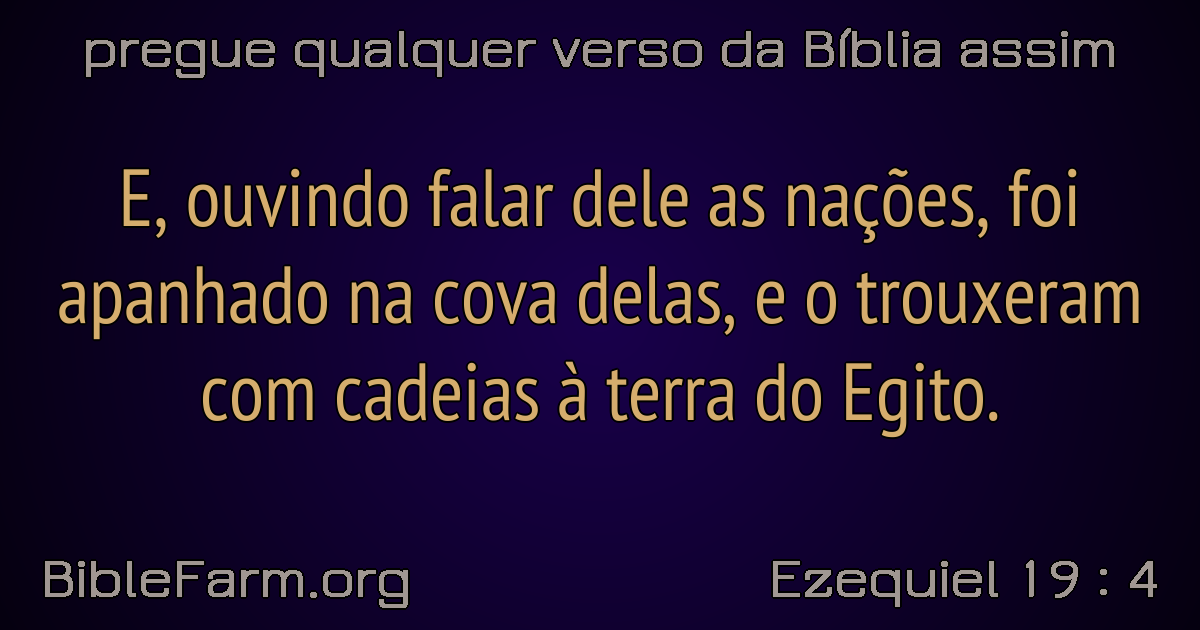 pregue qualquer verso da Bíblia assim
E, ouvindo falar dele as nações, foi
apanhado na cova delas, e o trouxeram
com cadeias à terra do Egito.
BibleFarm.org
Ezequiel 19 : 4